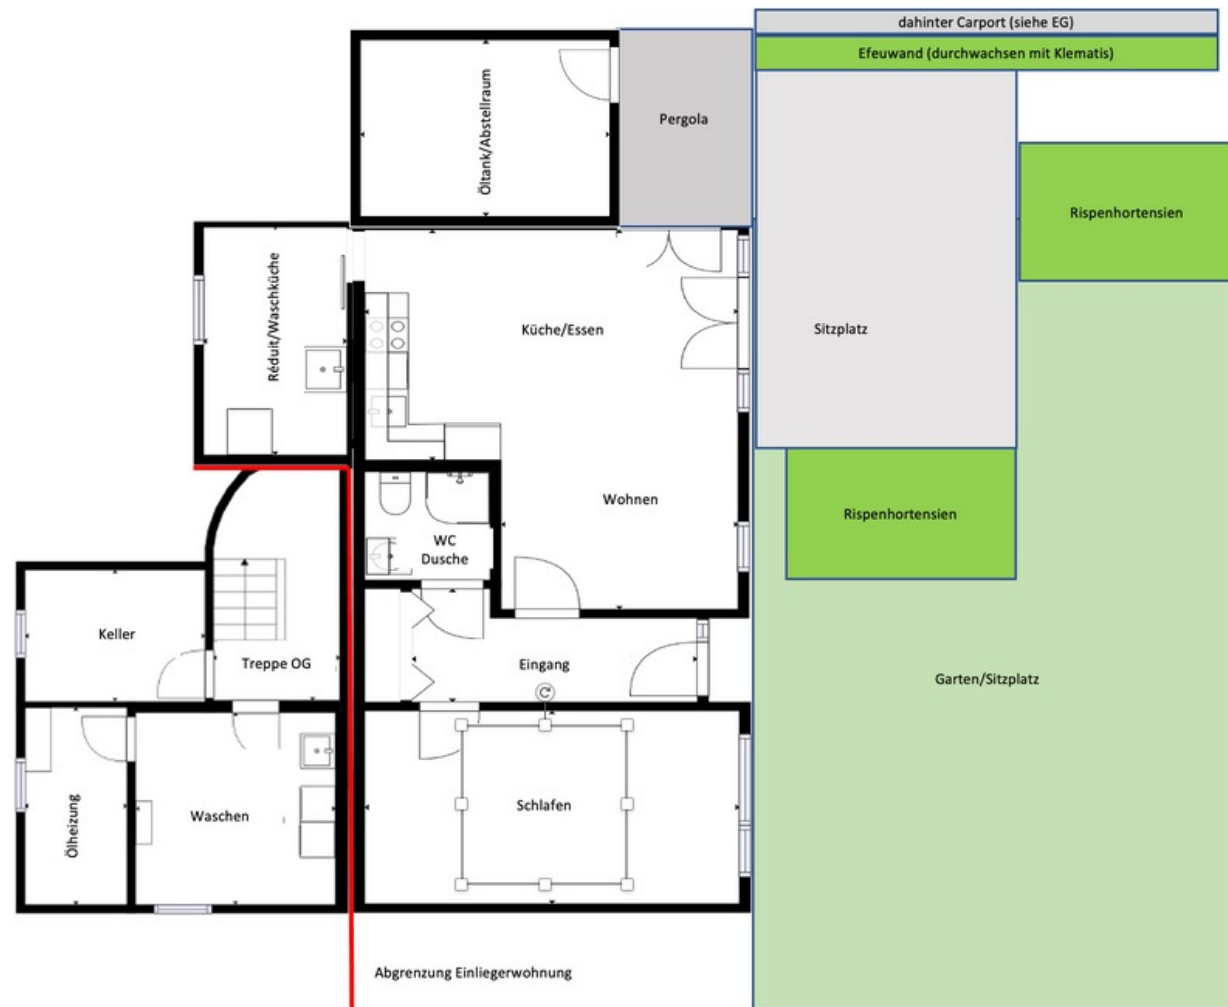 dahinter Carport (siehe EG)
Efeuwand (durchwachsen mit Klematis)
Öltank/Abstellraum
Pergola
Rispenhortensien
Réduit/Waschküche
Küche/Essen
Sitzplatz
Wohnen
Rispenhortensien
WC
Dusche
Keller
Treppe OG
Eingang
Garten/Sitzplatz
Ölheizung
Waschen
Schlafen
Abgrenzung Einliegerwohnung